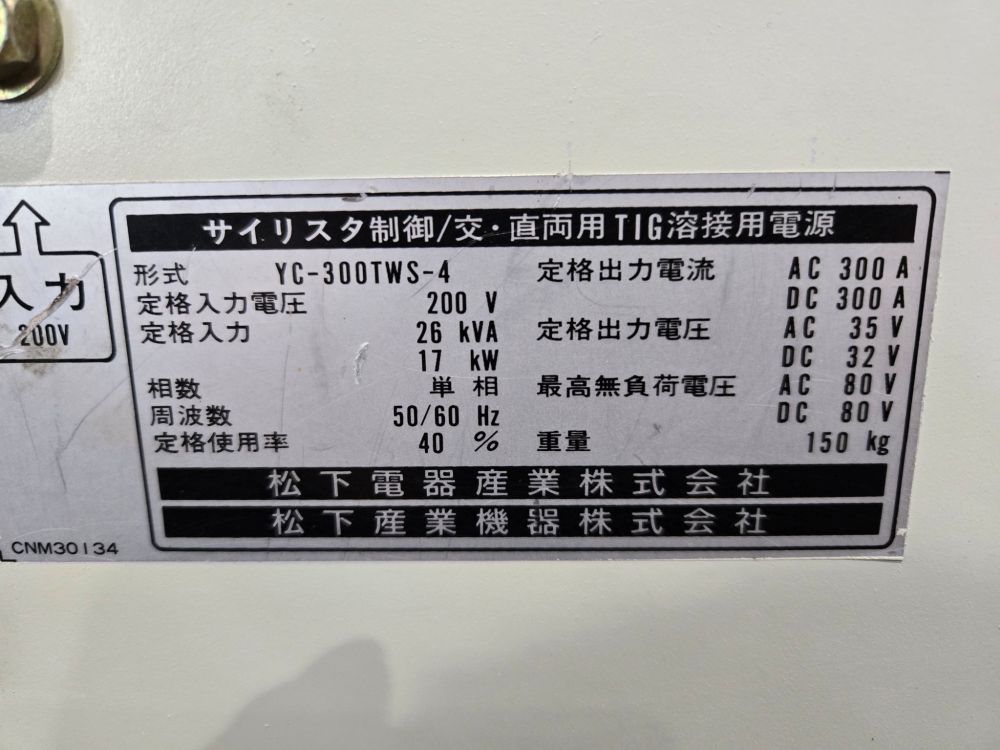 入力
200V
サイリスタ制御/交・直両用TIG溶接用電源
形式 YC-300TWS-4
定格入力電圧 200 V
定格入力 26 kVA
17 kW
相数 単相
周波数 50/60 Hz
定格使用率 40 %
定格出力電流 AC 300 A
DC 300 A
定格出力電圧 AC 35 V
DC 32 V
最高無負荷電圧 AC 80 V
DC 80 V
重量 150 kg
松下電器産業株式会社
松下産業機器株式会社
CNM30134